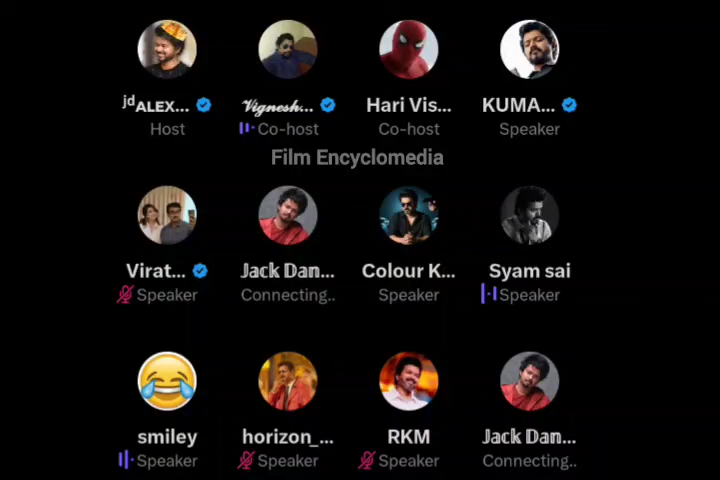 jdALEX...
Vignesh...
Hari Vis...
KUMA...
Host
Co-host
Co-host
Speaker
Film Encyclomedia
Virat...
Jack Dan...
Colour K...
Syam sai
Speaker
Connecting..
Speaker
Speaker
smiley
horizon_...
RKM
Jack Dan...
Speaker
Speaker
Speaker
Connecting..